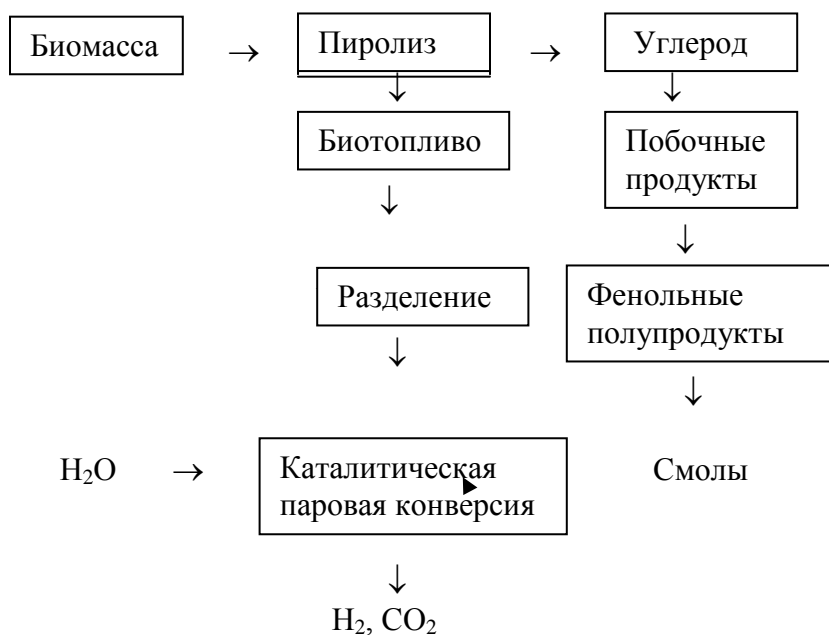 Биомасса → Пиролиз → Углерод
↓ ↓
Биотопливо
Побочные
продукты
↓ ↓
Разделение
Фенольные
полупродукты
↓ ↓
H₂O → Каталитическая
паровая конверсия
Смолы
↓
H₂, CO₂